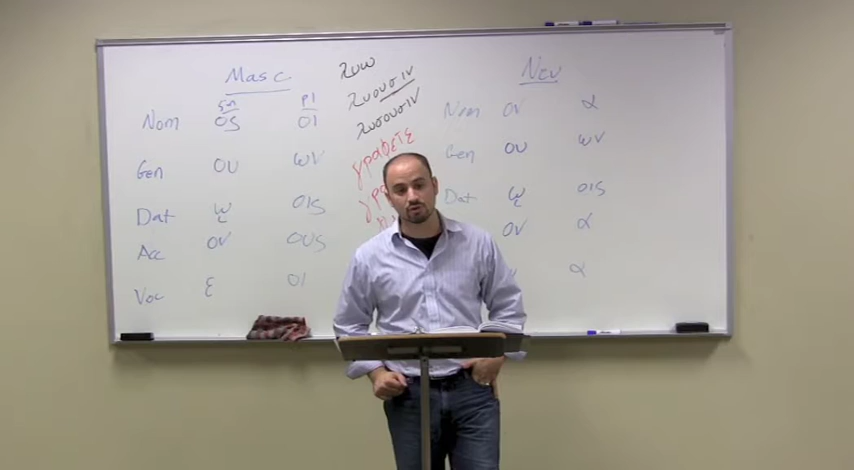 Masc
sg pl
Nom ος οι
Gen ου ων
Dat ῳ οις
Ac ον ους
Voc ε οι
λυω
λυουσιν
λυσουσιν
γραφετε
Neu
Nom ον α
Gen ου ων
Dat ῳ οις
ον α
α